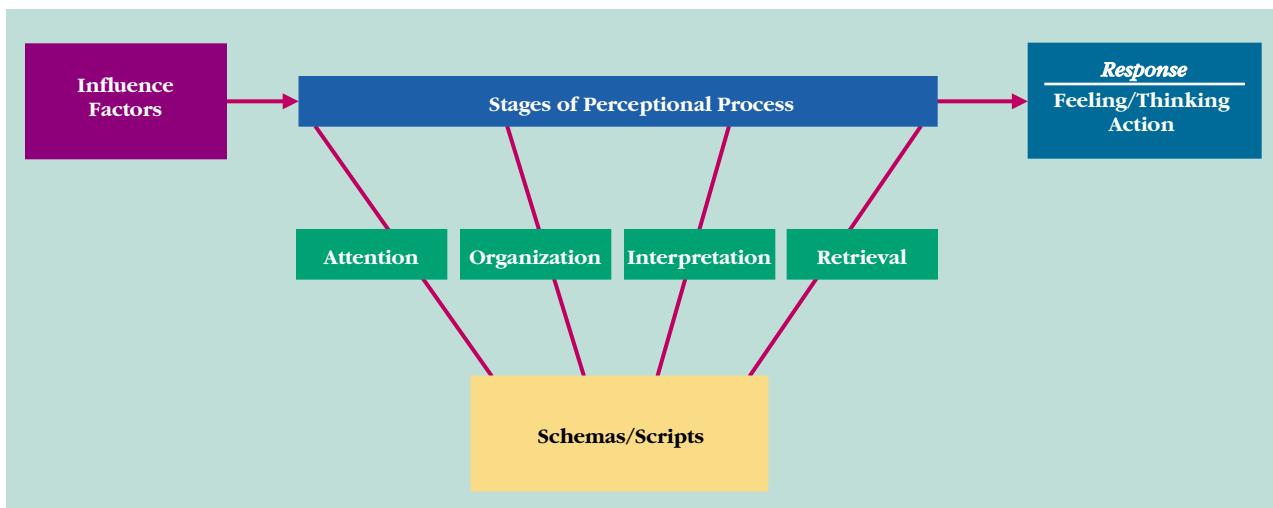 Influence
Factors
Stages of Perceptional Process
Response
Feeling/Thinking
Action
Attention
Organization
Interpretation
Retrieval
Schemas/Scripts